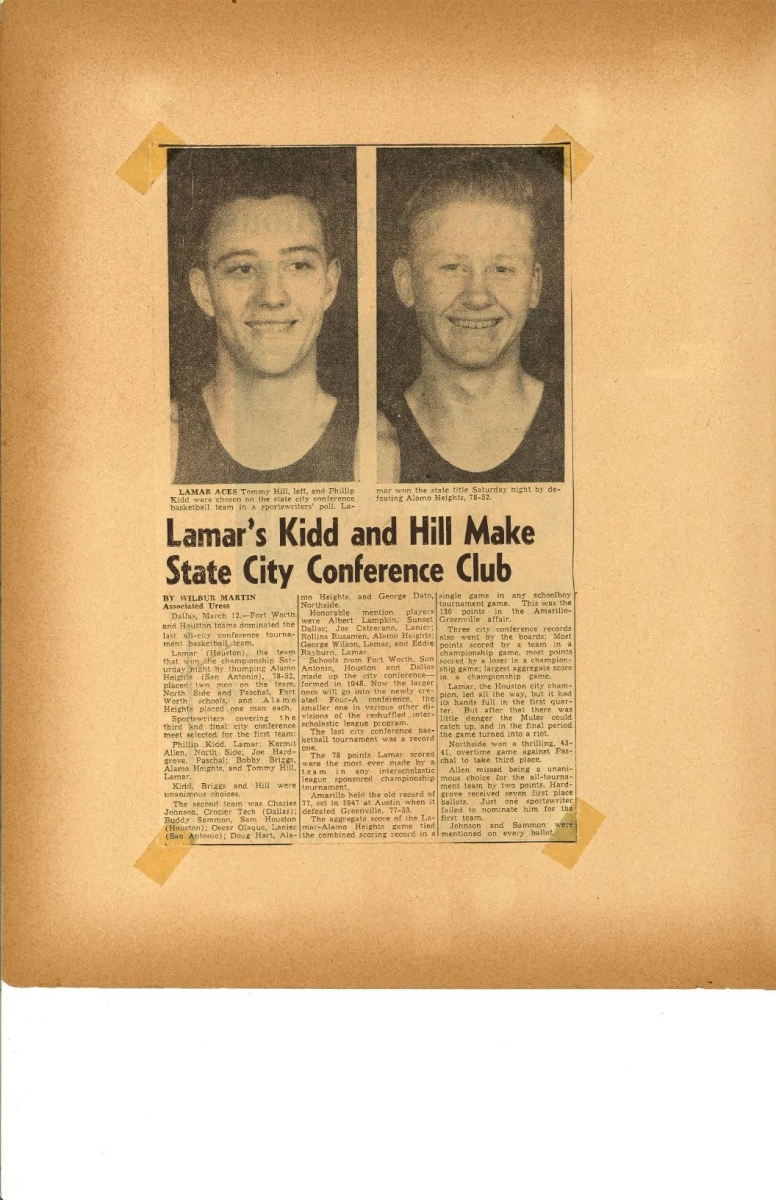 LAMAR ACES Tommy Hill, left, and Phillip
Kidd were chosen on the state city conference
basketball team in a sportswriters' poll. La-
mar won the state title Saturday night by de-
feating Alamo Heights, 78-52.
Lamar's Kidd and Hill Make
State City Conference Club
BY WILBUR MARTIN
Associated Uress
Dallas, March 12.—Fort Worth
and Houston teams dominated the
last all-city conference tourna-
ment basketball team.
Lamar (Houston), the team
that won the championship Sat-
urday night by thumping Alamo
Heights (San Antonio), 78-52,
placed two men on the team.
North Side and Paschal, Fort
Worth schools, and Alamo
Heights placed one man each.
Sportswriters covering the
third and final city conference
meet selected for the first team:
Phillip Kidd, Lamar; Kermit
Allen, North Side; Joe Hard-
grove, Paschal; Bobby Briggs,
Alamo Heights, and Tommy Hill,
Lamar.
Kidd, Briggs and Hill were
unanimous choices.
The second team was Charles
Johnson, Crozier Tech (Dallas);
Buddy Sammon, Sam Houston
(Houston); Oscar Olaque, Lanier
(San Antonio); Doug Hart, Ala-
mo Heights, and George Dato,
Northside.
Honorable mention players
were Albert Lampkin, Sunset
Dallas; Joe Catrerano, Lanier;
Rollins Rusamen, Alamo Heights;
George Wilson, Lamar, and Eddie
Rayburn, Lamar.
Schools from Fort Worth, San
Antonio, Houston and Dallas
made up the city conference—
formed in 1948. Now the larger
ones will go into the newly cre-
ated Four-A conference, the
smaller one in various other di-
visions of the reshuffled inter-
scholastic league program.
The last city conference bas-
ketball tournament was a record
one.
The 78 points Lamar scored
were the most ever made by a
team in any interscholastic
league sponsored championship
tournament.
Amarillo held the old record of
77, set in 1947 at Austin when it
defeated Greenville, 77-53.
The aggregate score of the La-
mar-Alamo Heights game tied
the combined scoring record in a
single game in any schoolboy
tournament game. This was the
130 points in the Amarillo-
Greenville affair.
Three city conference records
also went by the boards: Most
points scored by a team in a
championship game, most points
scored by a loser in a champion-
ship game; largest aggregate score
in a championship game.
Lamar, the Houston city cham-
pion, led all the way, but it had
its hands full in the first quar-
ter. But after that there was
little danger the Mules could
catch up, and in the final period
the game turned into a riot.
Northside won a thrilling, 43-
41, overtime game against Pas-
chal to take third place.
Allen missed being a unani-
mous choice for the all-tourna-
ment team by two points. Hard-
grove received seven first place
ballots. Just one sportswriter
failed to nominate him for the
first team.
Johnson and Sammon were
mentioned on every ballot.